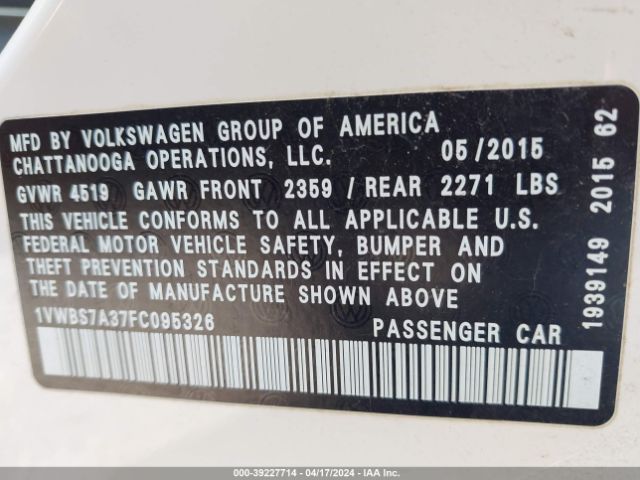 MFD BY VOLKSWAGEN GROUP OF AMERICA
CHATTANOOGA OPERATIONS, LLC. 05/2015
GVWR 4519 GAWR FRONT 2359 / REAR 2271 LBS
THIS VEHICLE CONFORMS TO ALL APPLICABLE U.S.
FEDERAL MOTOR VEHICLE SAFETY, BUMPER AND
THEFT PREVENTION STANDARDS IN EFFECT ON
THE DATE OF MANUFACTURE SHOWN ABOVE
1VWBS7A37FC095326 PASSENGER CAR
1939149 2015 62
000-39227714 - 04/17/2024 - IAA Inc.